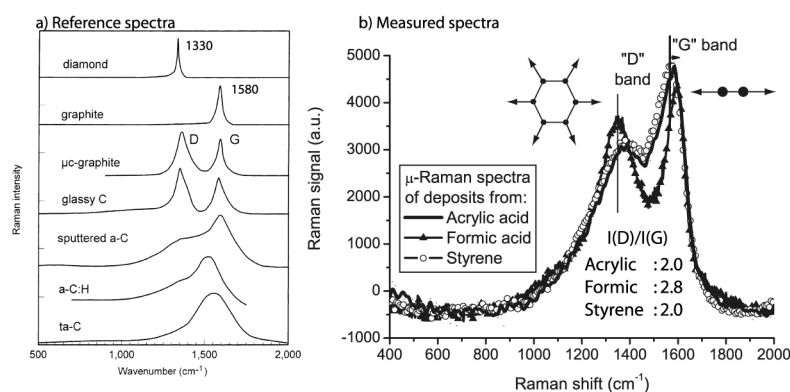 a) Reference spectra
1330
diamond
1580
graphite
D
G
μc-graphite
glassy C
sputtered a-C
a-C:H
ta-C
Raman intensity
500
1,000
1,500
2,000
Wavenumber (cm-1)
b) Measured spectra
"D"
band
"G" band
5000
4000
3000
2000
1000
0
-1000
Raman signal (a.u.)
μ-Raman spectra
of deposits from:
Acrylic acid
Formic acid
Styrene
I(D)/I(G)
Acrylic :2.0
Formic :2.8
Styrene :2.0
400 600 800 1000 1200 1400 1600 1800 2000
Raman shift (cm-1)